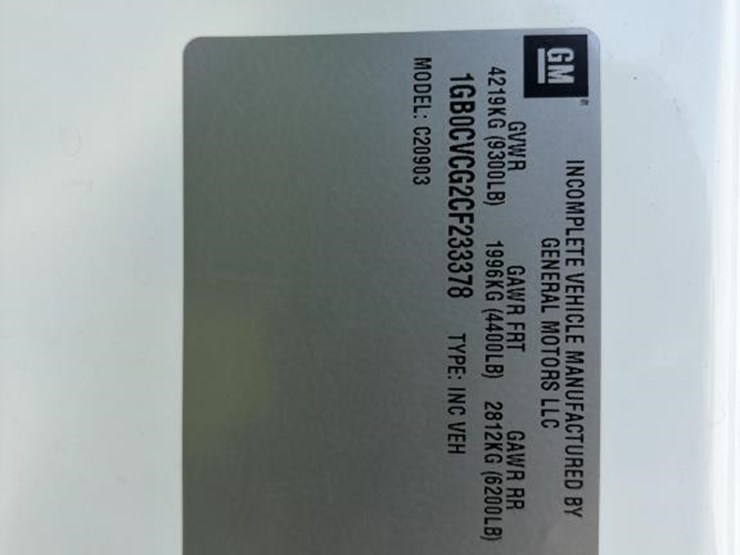 GM
INCOMPLETE VEHICLE MANUFACTURED BY
GENERAL MOTORS LLC
GVWR GAWR FRT GAWR RR
4219KG (9300LB) 1996KG (4400LB) 2812KG (6200LB)
1GB0CVCG2CF233378 TYPE: INC VEH
MODEL: C20903